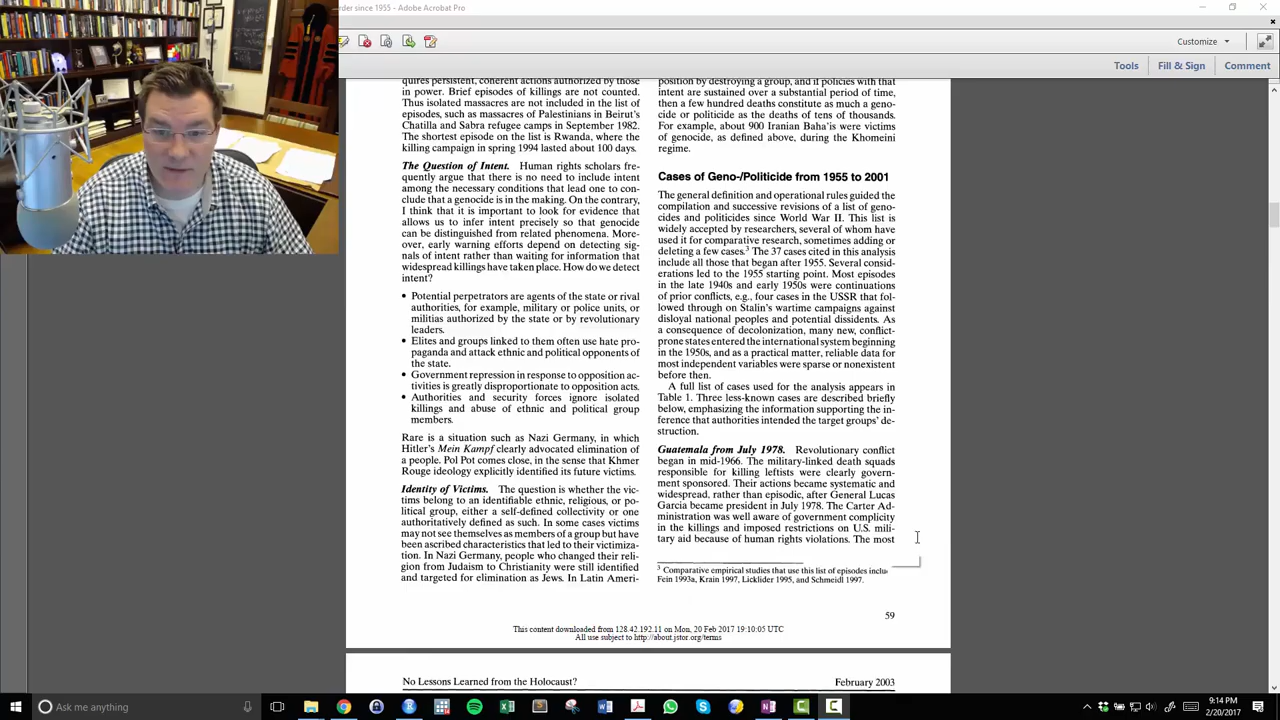 rder since 1955 - Adobe Acrobat Pro
Customize
Tools
Fill & Sign
Comment
quires persistent, coherent actions authorized by those
in power. Brief episodes of killings are not counted.
Thus isolated massacres are not included in the list of
episodes, such as massacres of Palestinians in Beirut's
Chatilla and Sabra refugee camps in September 1982.
The shortest episode on the list is Rwanda, where the
killing campaign in spring 1994 lasted about 100 days.
The Question of Intent. Human rights scholars fre-
quently argue that there is no need to include intent
among the necessary conditions that lead one to con-
clude that a genocide is in the making. On the contrary,
I think that it is important to look for evidence that
allows us to infer intent precisely so that genocide
can be distinguished from related phenomena. More-
over, early warning efforts depend on detecting sig-
nals of intent rather than waiting for information that
widespread killings have taken place. How do we detect
intent?
• Potential perpetrators are agents of the state or rival
authorities, for example, military or police units, or
militias authorized by the state or by revolutionary
leaders.
• Elites and groups linked to them often use hate pro-
paganda and attack ethnic and political opponents of
the state.
• Government repression in response to opposition ac-
tivities is greatly disproportionate to opposition acts.
• Authorities and security forces ignore isolated
killings and abuse of ethnic and political group
members.
Rare is a situation such as Nazi Germany, in which
Hitler's Mein Kampf clearly advocated elimination of
a people. Pol Pot comes close, in the sense that Khmer
Rouge ideology explicitly identified its future victims.
Identity of Victims. The question is whether the vic-
tims belong to an identifiable ethnic, religious, or po-
litical group, either a self-defined collectivity or one
authoritatively defined as such. In some cases victims
may not see themselves as members of a group but have
been ascribed characteristics that led to their victimiza-
tion. In Nazi Germany, people who changed their reli-
gion from Judaism to Christianity were still identified
and targeted for elimination as Jews. In Latin Ameri-
position by destroying a group, and if policies with that
intent are sustained over a substantial period of time,
then a few hundred deaths constitute as much a geno-
cide or politicide as the deaths of tens of thousands.
For example, about 900 Iranian Baha'is were victims
of genocide, as defined above, during the Khomeini
regime.
Cases of Geno-/Politicide from 1955 to 2001
The general definition and operational rules guided the
compilation and successive revisions of a list of geno-
cides and politicides since World War II. This list is
widely accepted by researchers, several of whom have
used it for comparative research, sometimes adding or
deleting a few cases.3 The 37 cases cited in this analysis
include all those that began after 1955. Several consid-
erations led to the 1955 starting point. Most episodes
in the late 1940s and early 1950s were continuations
of prior conflicts, e.g., four cases in the USSR that fol-
lowed through on Stalin's wartime campaigns against
disloyal national peoples and potential dissidents. As
a consequence of decolonization, many new, conflict-
prone states entered the international system beginning
in the 1950s, and as a practical matter, reliable data for
most independent variables were sparse or nonexistent
before then.
A full list of cases used for the analysis appears in
Table 1. Three less-known cases are described briefly
below, emphasizing the information supporting the in-
ference that authorities intended the target groups' de-
struction.
Guatemala from July 1978. Revolutionary conflict
began in mid-1966. The military-linked death squads
responsible for killing leftists were clearly govern-
ment sponsored. Their actions became systematic and
widespread, rather than episodic, after General Lucas
Garcia became president in July 1978. The Carter Ad-
ministration was well aware of government complicity
in the killings and imposed restrictions on U.S. mili-
tary aid because of human rights violations. The most
3 Comparative empirical studies that use this list of episodes inclu
Fein 1993a, Krain 1997, Licklider 1995, and Schmeidl 1997.
59
This content downloaded from 128.42.192.11 on Mon, 20 Feb 2017 19:10:05 UTC
All use subject to http://about.jstor.org/terms
No Lessons Learned from the Holocaust?
February 2003
Ask me anything
9:14 PM
2/20/2017